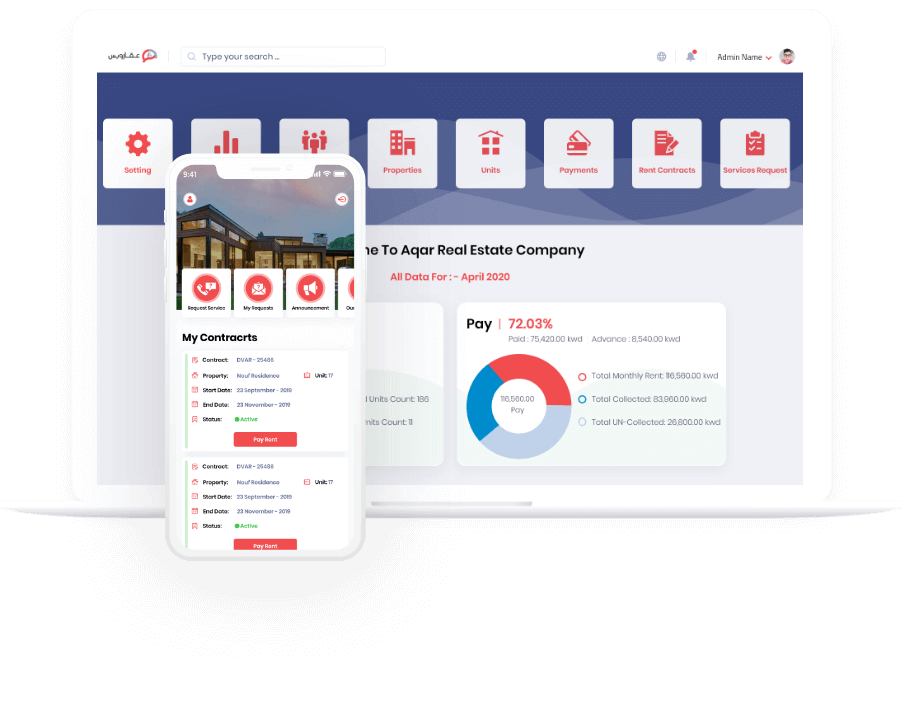 عقاروس
Type your search ...
Admin Name
Setting
Properties
Units
Payments
Rent Contracts
Services Request
me To Aqar Real Estate Company
All Data For : - April 2020
Pay | 72.03%
Paid : 75,420.00 kwd Advance : 8,540.00 kwd
116,560.00
Pay
Total Monthly Rent: 116,560.00 kwd
Total Collected: 83,960.00 kwd
Total UN-Collected: 26,800.00 kwd
Units Count: 186
nits Count: 11
9:41
Request Service
My Requests
Announcement
Our
My Contracrts
Contract: DVAR - 25486
Property: Nouf Residence Unit: 17
Start Date: 23 September - 2019
End Date: 23 November - 2019
Status: Active
Pay Rent
Contract: DVAR - 25486
Property: Nouf Residence Unit: 17
Start Date: 23 September - 2019
End Date: 23 November - 2019
Status: Active
Pay Rent